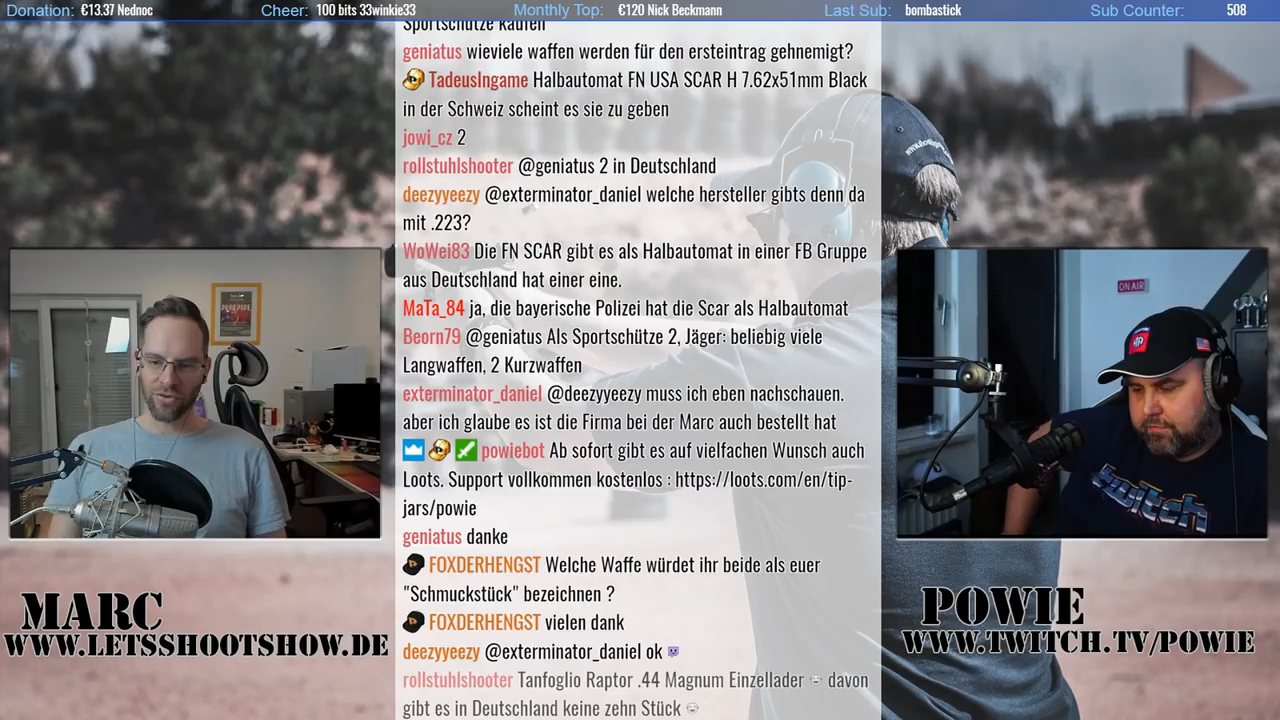 Donation: €13.37 Nednoc Cheer: 100 bits 33winkie33 Monthly Top: €120 Nick Beckmann Last Sub: bombastick Sub Counter: 508
Sportschütze kaufen
geniatus wieviele waffen werden für den ersteintrag gehnemigt?
TadeusIngame Halbautomat FN USA SCAR H 7.62x51mm Black
in der Schweiz scheint es sie zu geben
jowi_cz 2
rollstuhlshooter @geniatus 2 in Deutschland
deezyyeezy @exterminator_daniel welche hersteller gibts denn da
mit .223?
WoWei83 Die FN SCAR gibt es als Halbautomat in einer FB Gruppe
aus Deutschland hat einer eine.
MaTa_84 ja, die bayerische Polizei hat die Scar als Halbautomat
Beorn79 @geniatus Als Sportschütze 2, Jäger: beliebig viele
Langwaffen, 2 Kurzwaffen
exterminator_daniel @deezyyeezy muss ich eben nachschauen.
aber ich glaube es ist die Firma bei der Marc auch bestellt hat
powiebot Ab sofort gibt es auf vielfachen Wunsch auch
Loots. Support vollkommen kostenlos : https://loots.com/en/tip-
jars/powie
geniatus danke
FOXDERHENGST Welche Waffe würdet ihr beide als euer
"Schmuckstück" bezeichnen ?
FOXDERHENGST vielen dank
deezyyeezy @exterminator_daniel ok
rollstuhlshooter Tanfoglio Raptor .44 Magnum Einzellader davon
gibt es in Deutschland keine zehn Stück
MARC
WWW.LETSSHOOTSHOW.DE
ON AIR
twitch
POWIE
WWW.TWITCH.TV/POWIE